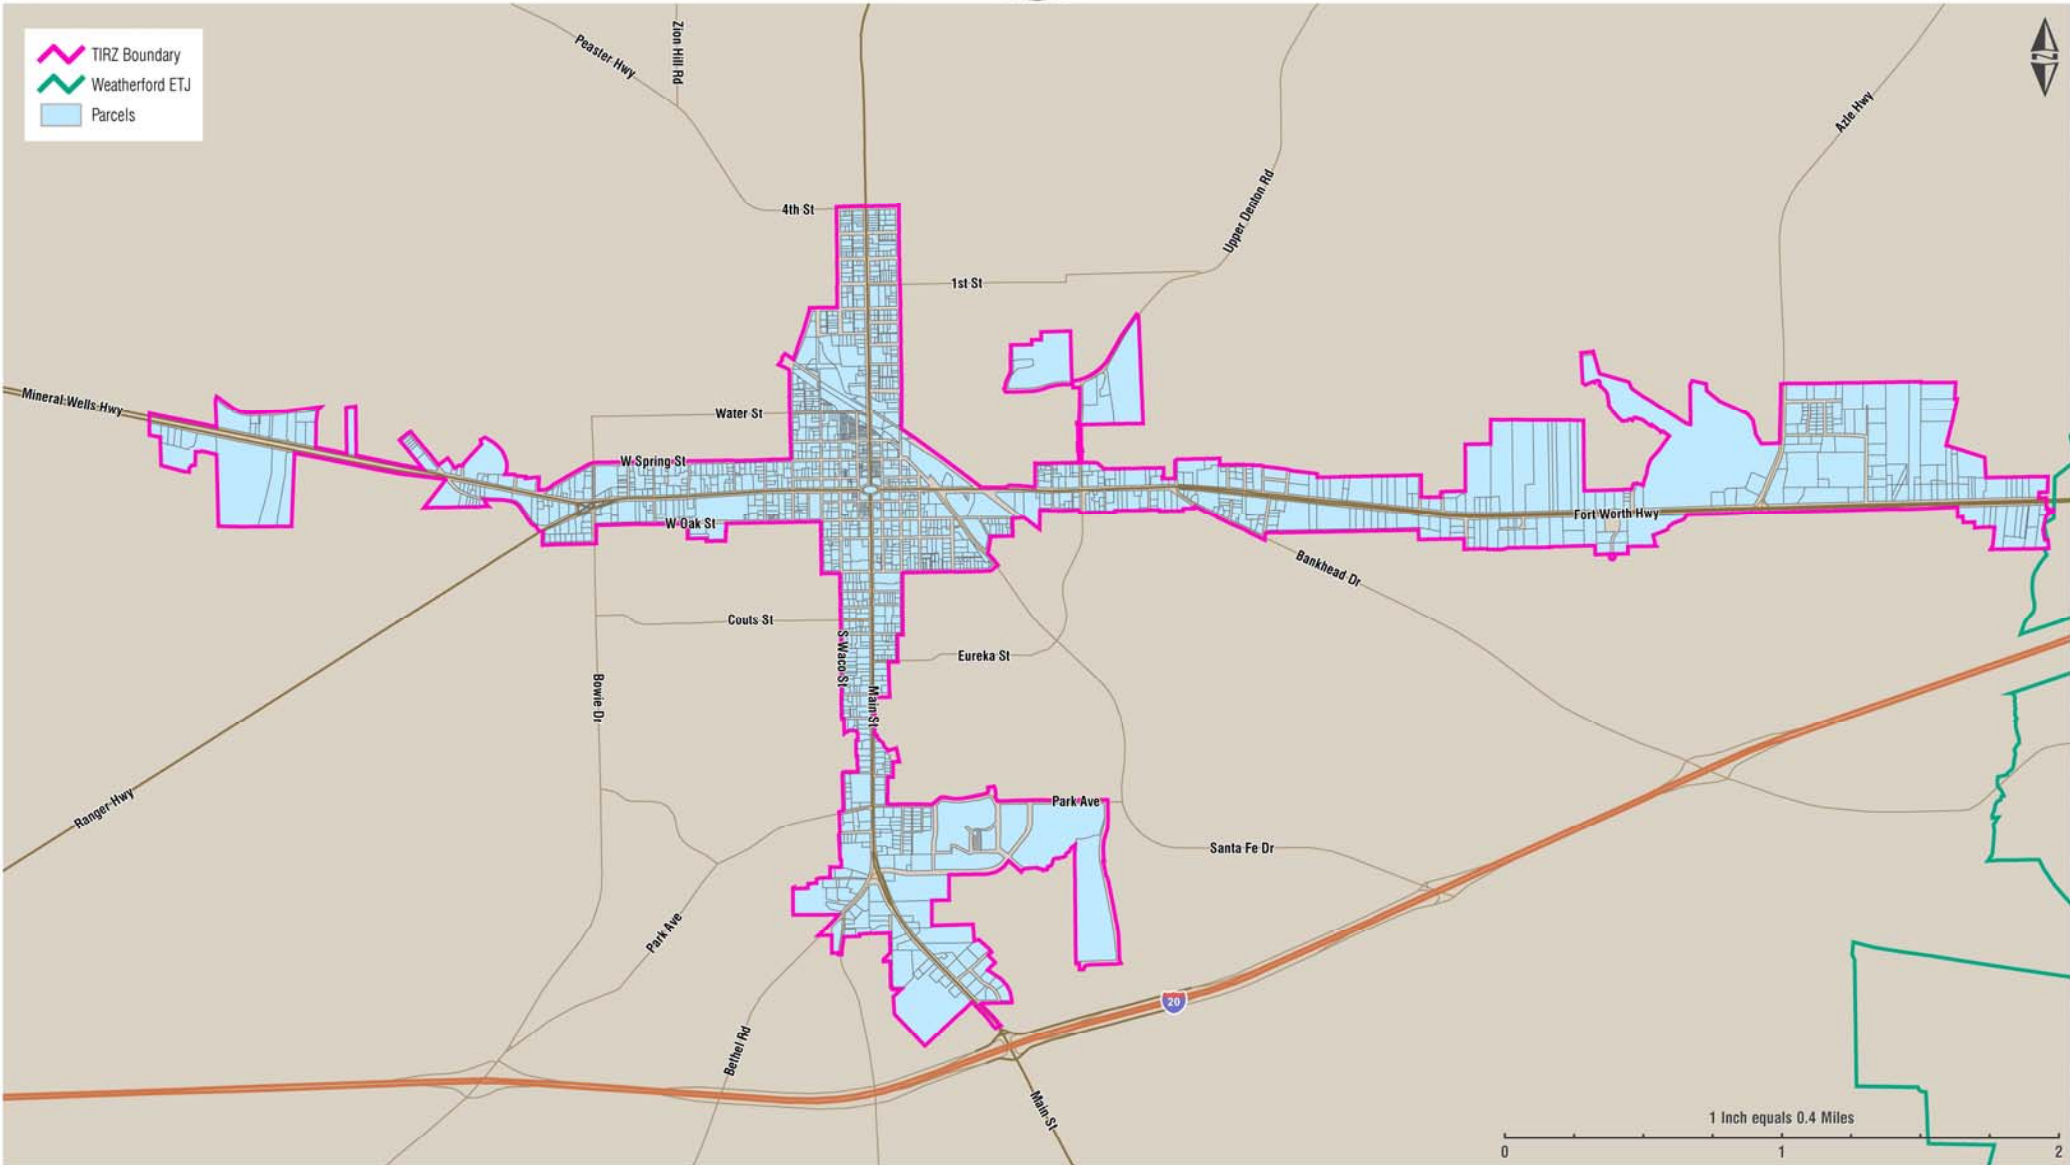 TIRZ Boundary
Weatherford ETJ
Parcels
Peaster Hwy
Zion Hill Rd
N
Azle Hwy
4th St
Upper Denton Rd
1st St
Mineral Wells Hwy
Water St
W Spring St
W Oak St
Fort Worth Hwy
Bankhead Dr
Couts St
S Waco St
Eureka St
Bowie Dr
Main St
Ranger Hwy
Park Ave
Santa Fe Dr
Park Ave
20
Bethel Rd
Main St
1 Inch equals 0.4 Miles
0 1 2